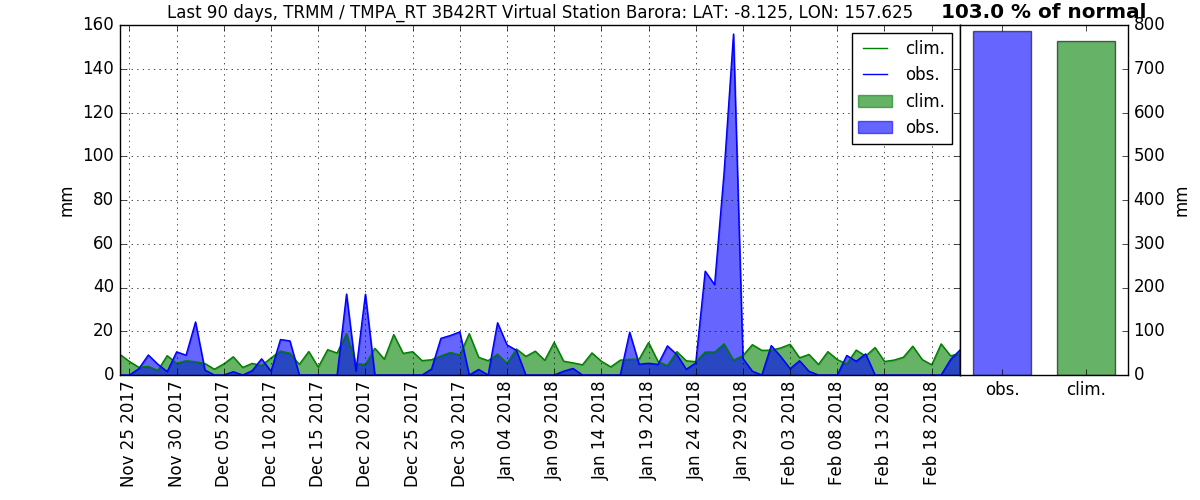 Last 90 days, TRMM / TMPA_RT 3B42RT Virtual Station Barora: LAT: -8.125, LON: 157.625
103.0 % of normal
160
140
120
100
80
60
40
20
0
mm
clim.
obs.
clim.
obs.
800
700
600
500
400
300
200
100
0
mm
obs.
clim.
Nov 25 2017
Nov 30 2017
Dec 05 2017
Dec 10 2017
Dec 15 2017
Dec 20 2017
Dec 25 2017
Dec 30 2017
Jan 04 2018
Jan 09 2018
Jan 14 2018
Jan 19 2018
Jan 24 2018
Jan 29 2018
Feb 03 2018
Feb 08 2018
Feb 13 2018
Feb 18 2018